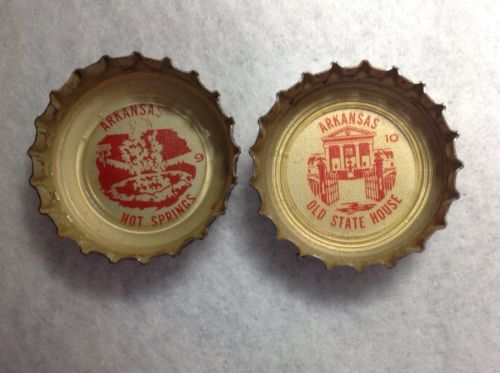 ARKANSAS
9
HOT SPRINGS
ARKANSAS
10
OLD STATE HOUSE